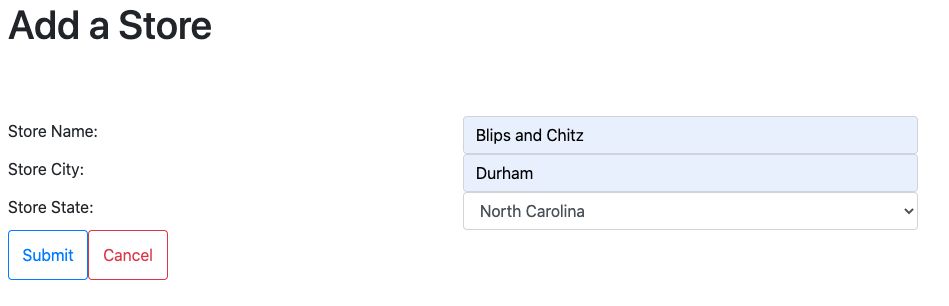 Add a Store
Store Name: Blips and Chitz
Store City: Durham
Store State: North Carolina
Submit Cancel